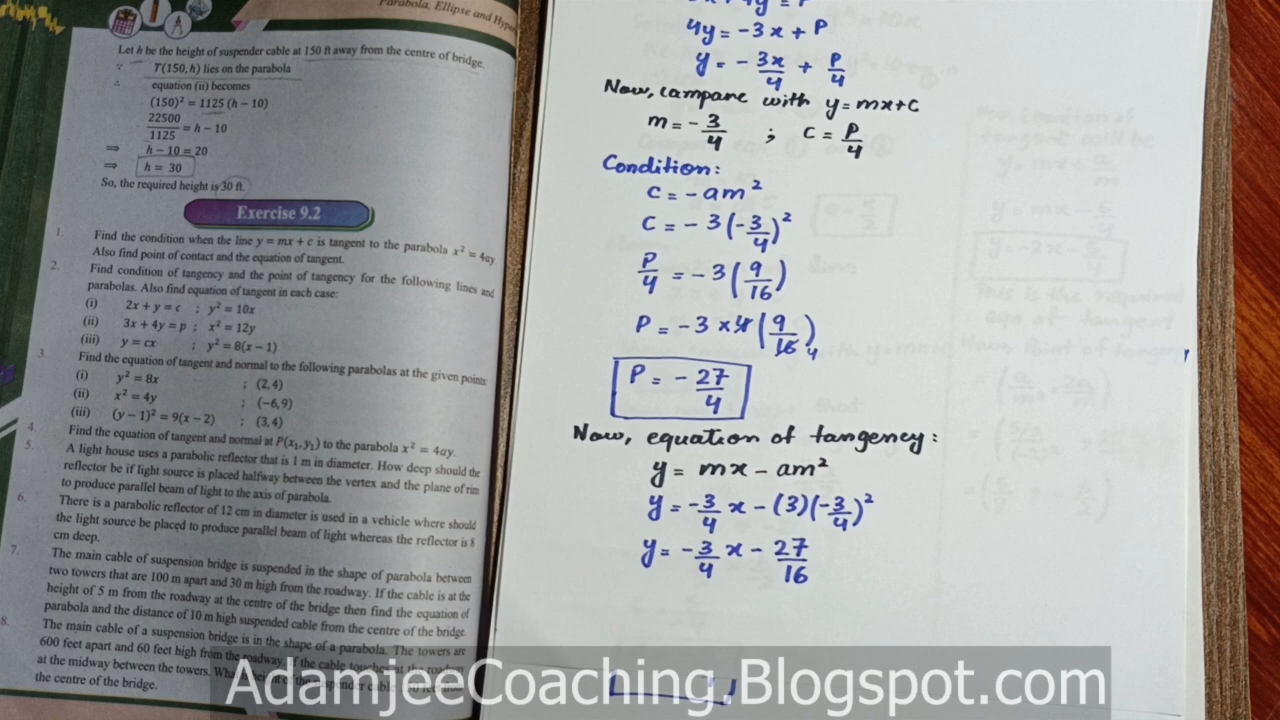 Parabola, Ellipse and
Let h be the height of suspender cable at 150 ft away from the centre of bridge.
∵ T(150, h) lies on the parabola
∴ equation (ii) becomes
(150)² = 1125 (h − 10)
22500/1125 = h − 10
⇒ h − 10 = 20
⇒ h = 30
So, the required height is 30 ft.
Exercise 9.2
1. Find the condition when the line y = mx + c is tangent to the parabola x² = 4ay.
Also find point of contact and the equation of tangent.
2. Find condition of tangency and the point of tangency for the following lines and
parabolas. Also find equation of tangent in each case:
(i) 2x + y = c ; y² = 10x
(ii) 3x + 4y = p ; x² = 12y
(iii) y = cx ; y² = 8(x − 1)
3. Find the equation of tangent and normal to the following parabolas at the given points:
(i) y² = 8x ; (2, 4)
(ii) x² = 4y ; (−6, 9)
(iii) (y − 1)² = 9(x − 2) ; (3, 4)
4. Find the equation of tangent and normal at P(x₁, y₁) to the parabola x² = 4ay.
5. A light house uses a parabolic reflector that is 1 m in diameter. How deep should the
reflector be if light source is placed halfway between the vertex and the plane of rim
to produce parallel beam of light to the axis of parabola.
6. There is a parabolic reflector of 12 cm in diameter is used in a vehicle where should
the light source be placed to produce parallel beam of light whereas the reflector is 8
cm deep.
7. The main cable of suspension bridge is suspended in the shape of parabola between
two towers that are 100 m apart and 30 m high from the roadway. If the cable is at the
height of 5 m from the roadway at the centre of the bridge then find the equation of
parabola and the distance of 10 m high suspended cable from the centre of the bridge.
8. The main cable of a suspension bridge is in the shape of a parabola. The towers are
600 feet apart and 60 feet high from the roadway. If the cable touches at the roadway
at the midway between the towers.
the centre of the bridge.
4y = −3x + P
y = −3x/4 + P/4
Now, campare with y = mx+c
m = −3/4 ; c = P/4
Condition:
c = −am²
c = −3(−3/4)²
P/4 = −3(9/16)
P = −3×4(9/16) 4
P = −27/4
Now, equation of tangency:
y = mx − am²
y = −3/4 x − (3)(−3/4)²
y = −3/4 x − 27/16
AdamjeeCoaching.Blogspot.com